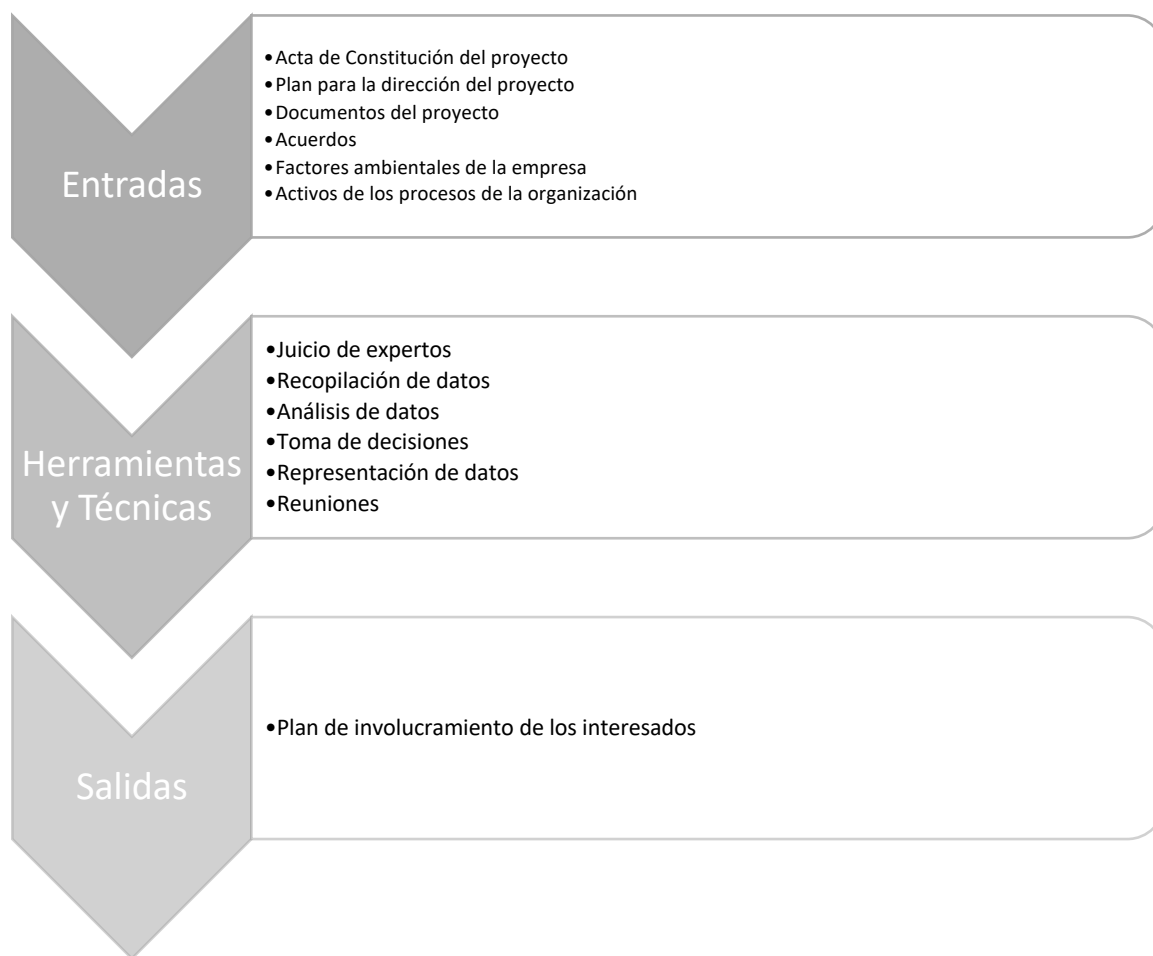 Entradas
•Acta de Constitución del proyecto
•Plan para la dirección del proyecto
•Documentos del proyecto
•Acuerdos
•Factores ambientales de la empresa
•Activos de los procesos de la organización
Herramientas
y Técnicas
•Juicio de expertos
•Recopilación de datos
•Análisis de datos
•Toma de decisiones
•Representación de datos
•Reuniones
Salidas
•Plan de involucramiento de los interesados